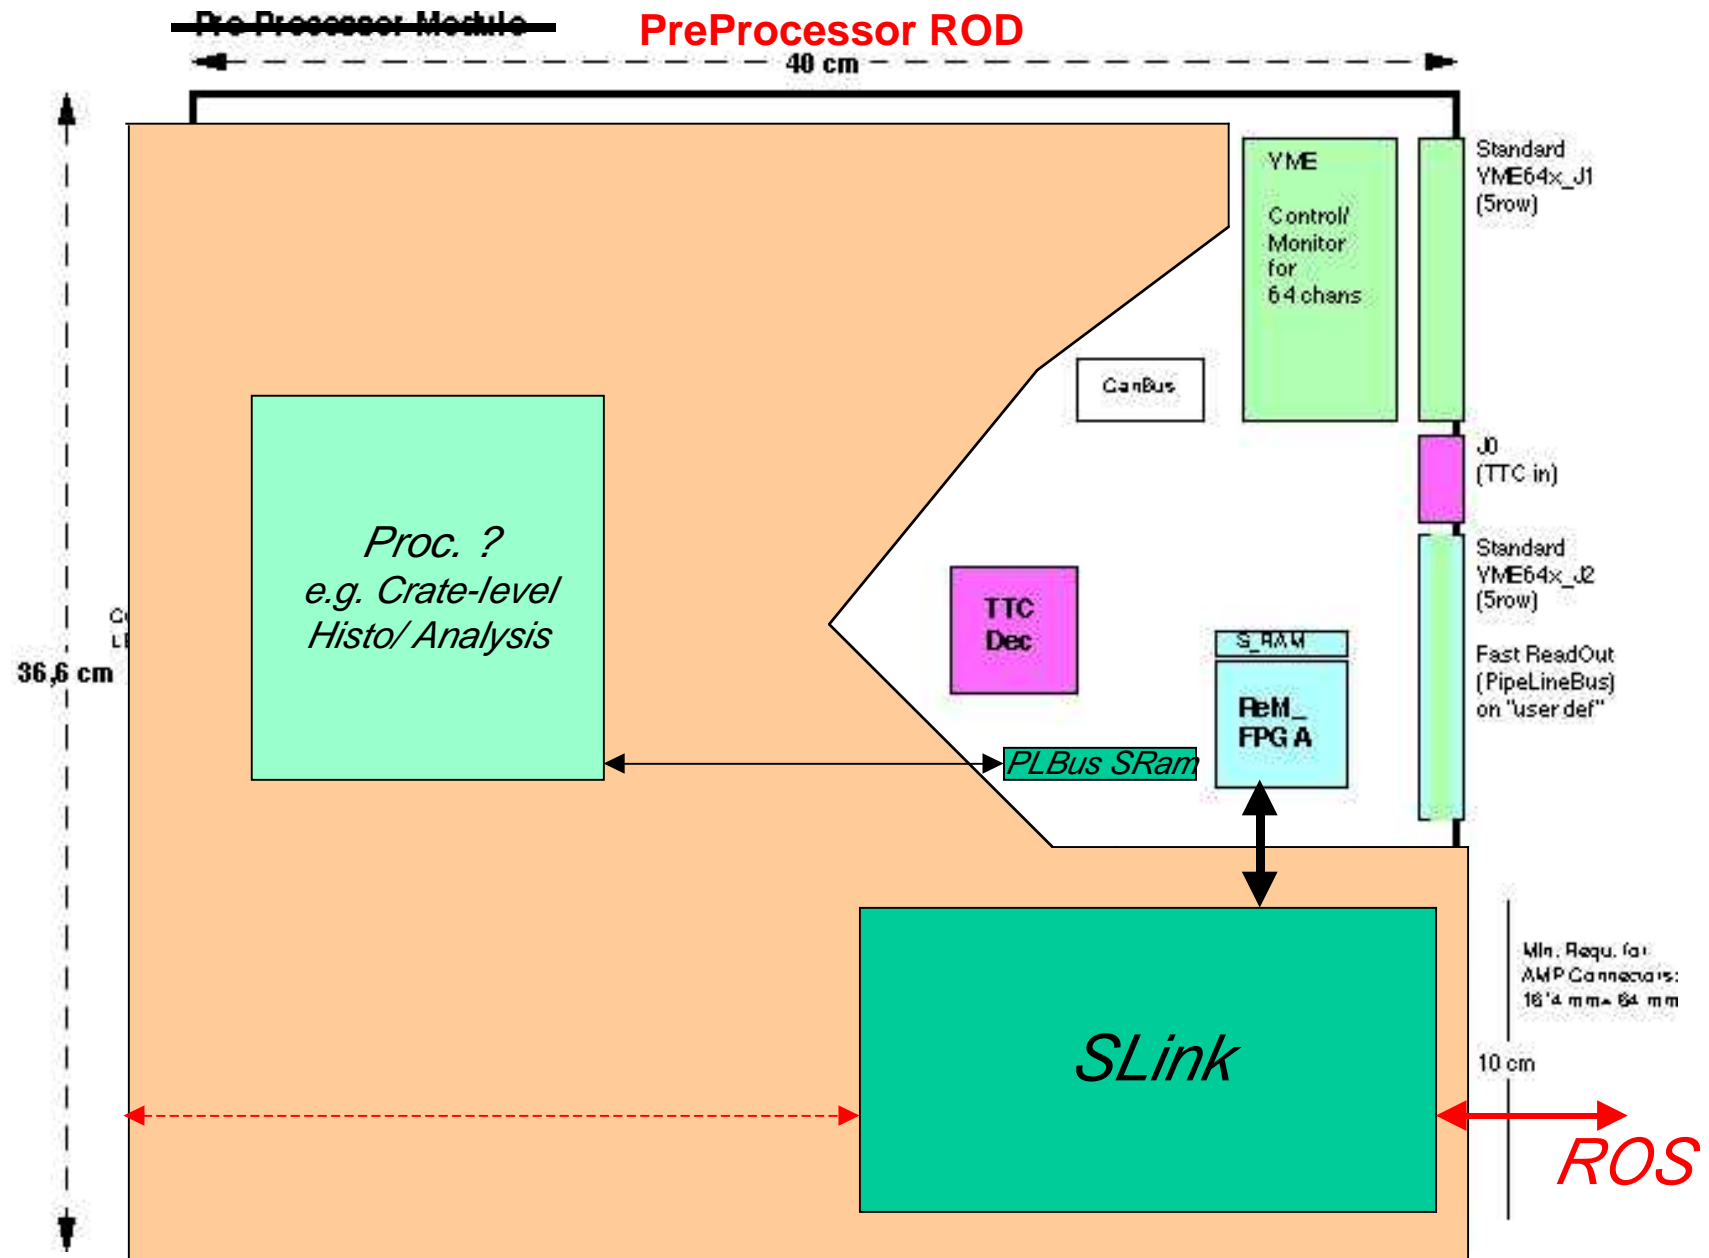 Pre Processor Module
PreProcessor ROD
40 cm
VME
Control/
Monitor
for
64 chans
Standard
VME64x_J1
(5row)
CanBus
J0
(TTC in)
Proc. ?
e.g. Crate-level
Histo/ Analysis
Standard
VME64x_J2
(5row)
TTC
Dec
S_RAM
36,6 cm
Fast ReadOut
(PipeLineBus)
on "user def"
ReM_
FPGA
PLBus SRam
Min. Requ. for
AMP Connectors:
16*4 mm= 64 mm
SLink
10 cm
ROS